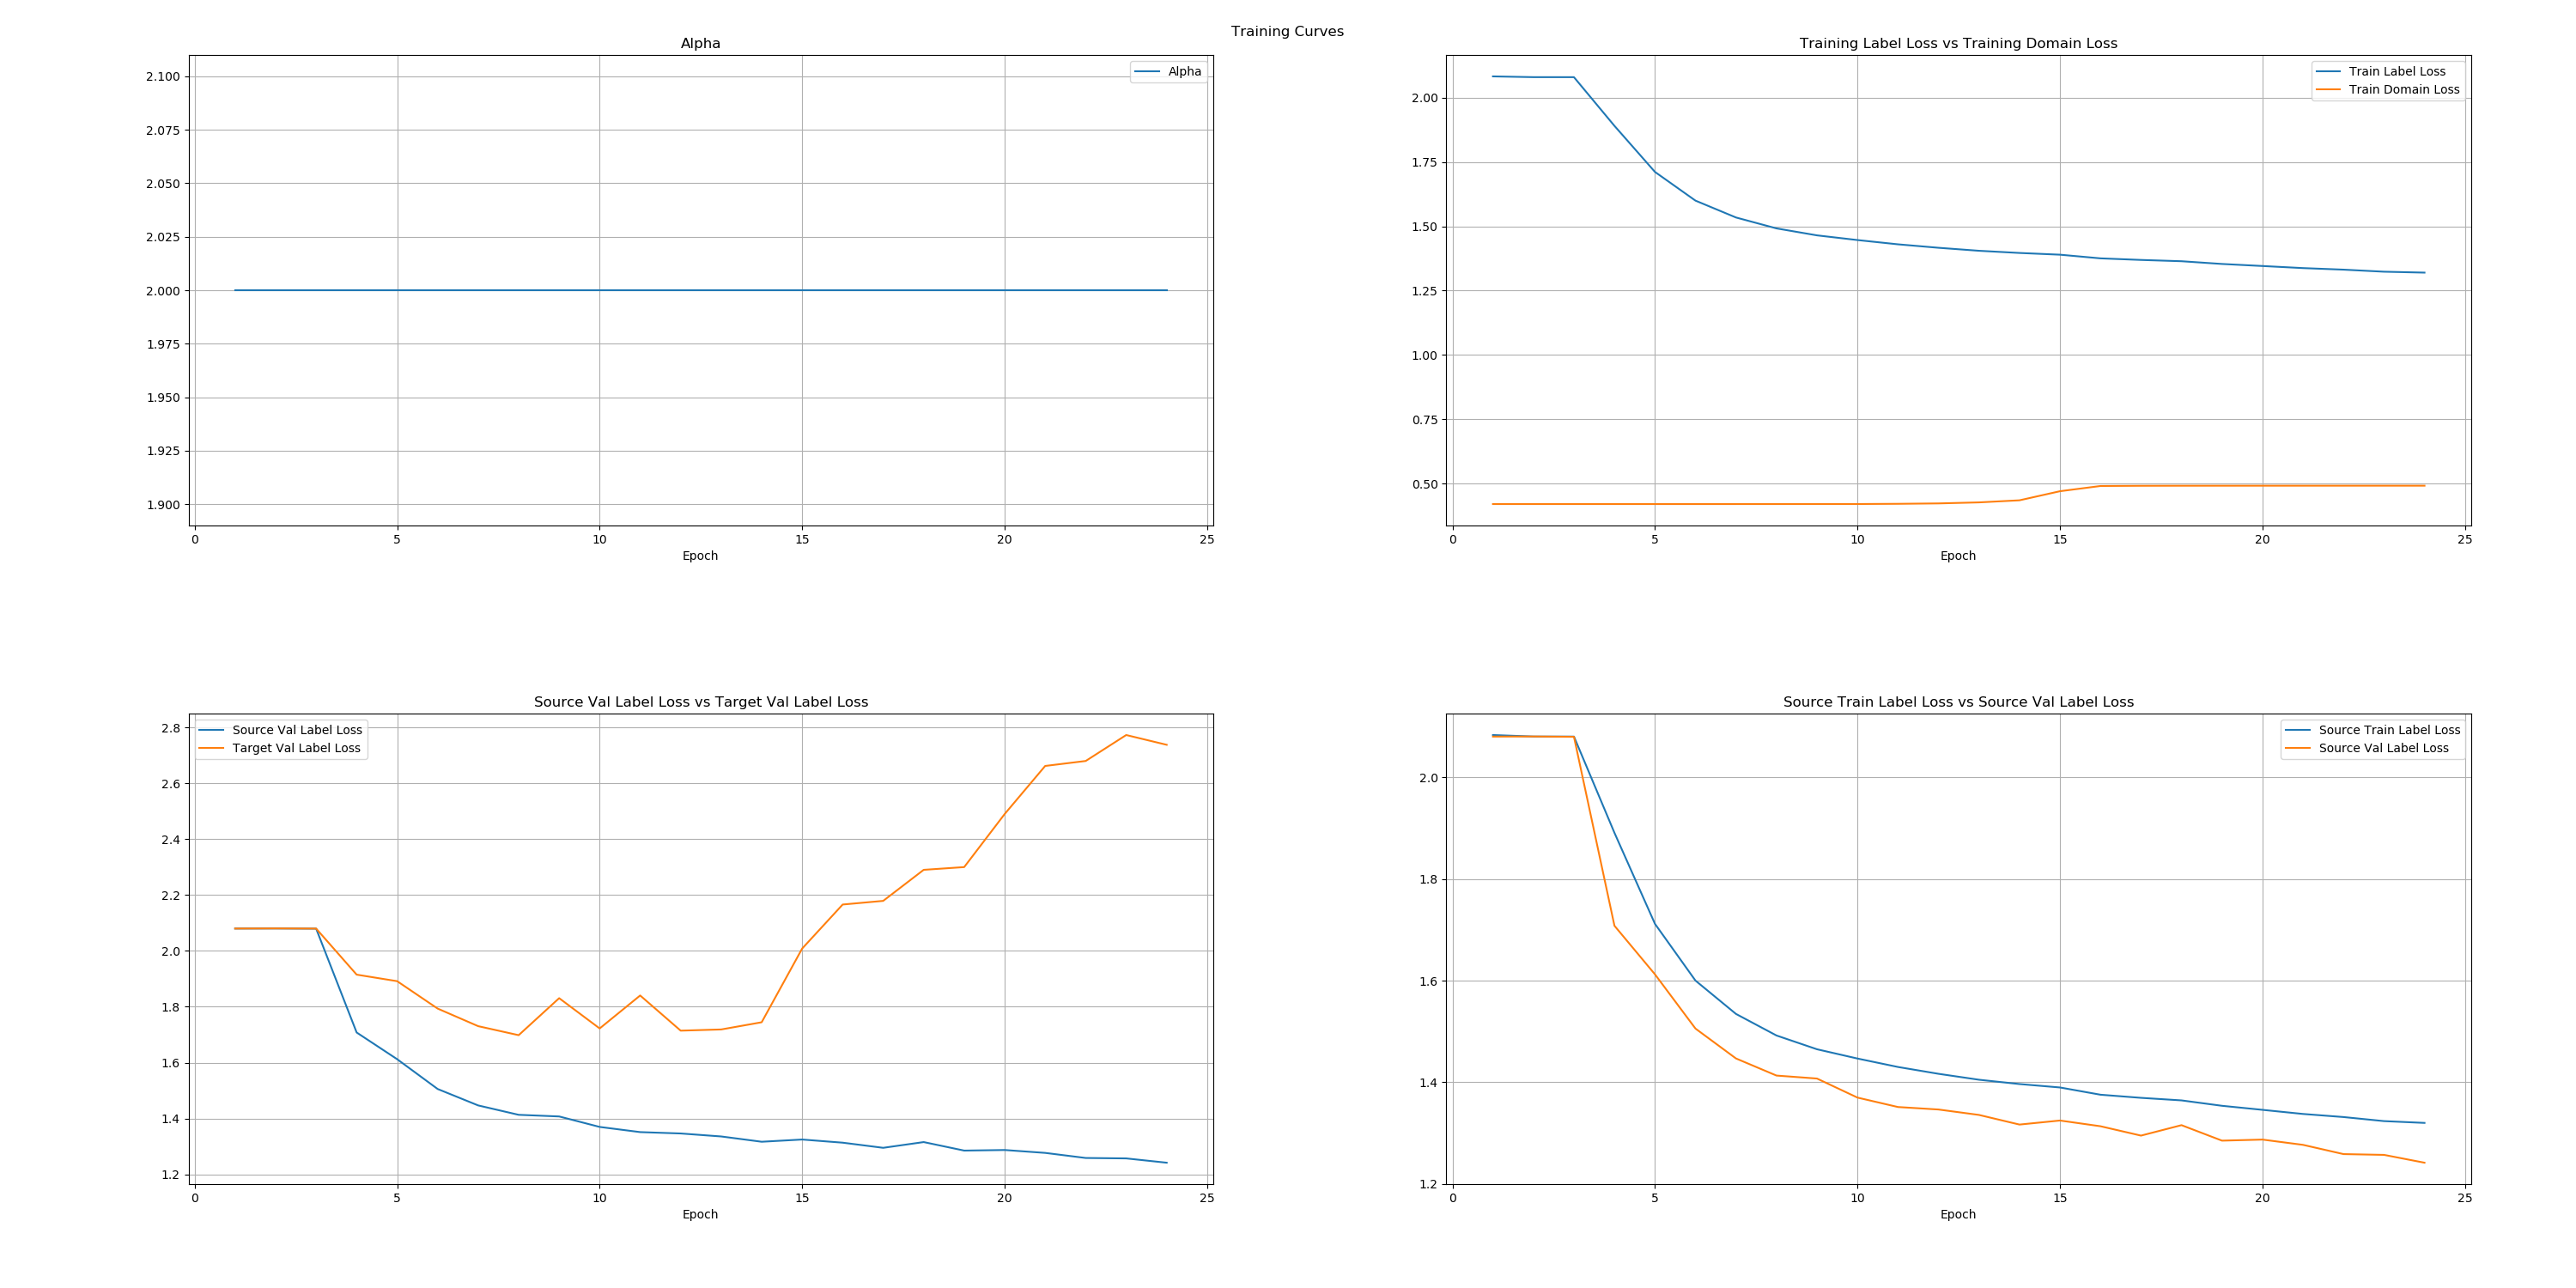 Training Curves
Alpha
Alpha
2.100
2.075
2.050
2.025
2.000
1.975
1.950
1.925
1.900
0 5 10 15 20 25
Epoch
Training Label Loss vs Training Domain Loss
Train Label Loss
Train Domain Loss
2.00
1.75
1.50
1.25
1.00
0.75
0.50
0 5 10 15 20 25
Epoch
Source Val Label Loss vs Target Val Label Loss
Source Val Label Loss
Target Val Label Loss
2.8
2.6
2.4
2.2
2.0
1.8
1.6
1.4
1.2
0 5 10 15 20 25
Epoch
Source Train Label Loss vs Source Val Label Loss
Source Train Label Loss
Source Val Label Loss
2.0
1.8
1.6
1.4
1.2
0 5 10 15 20 25
Epoch